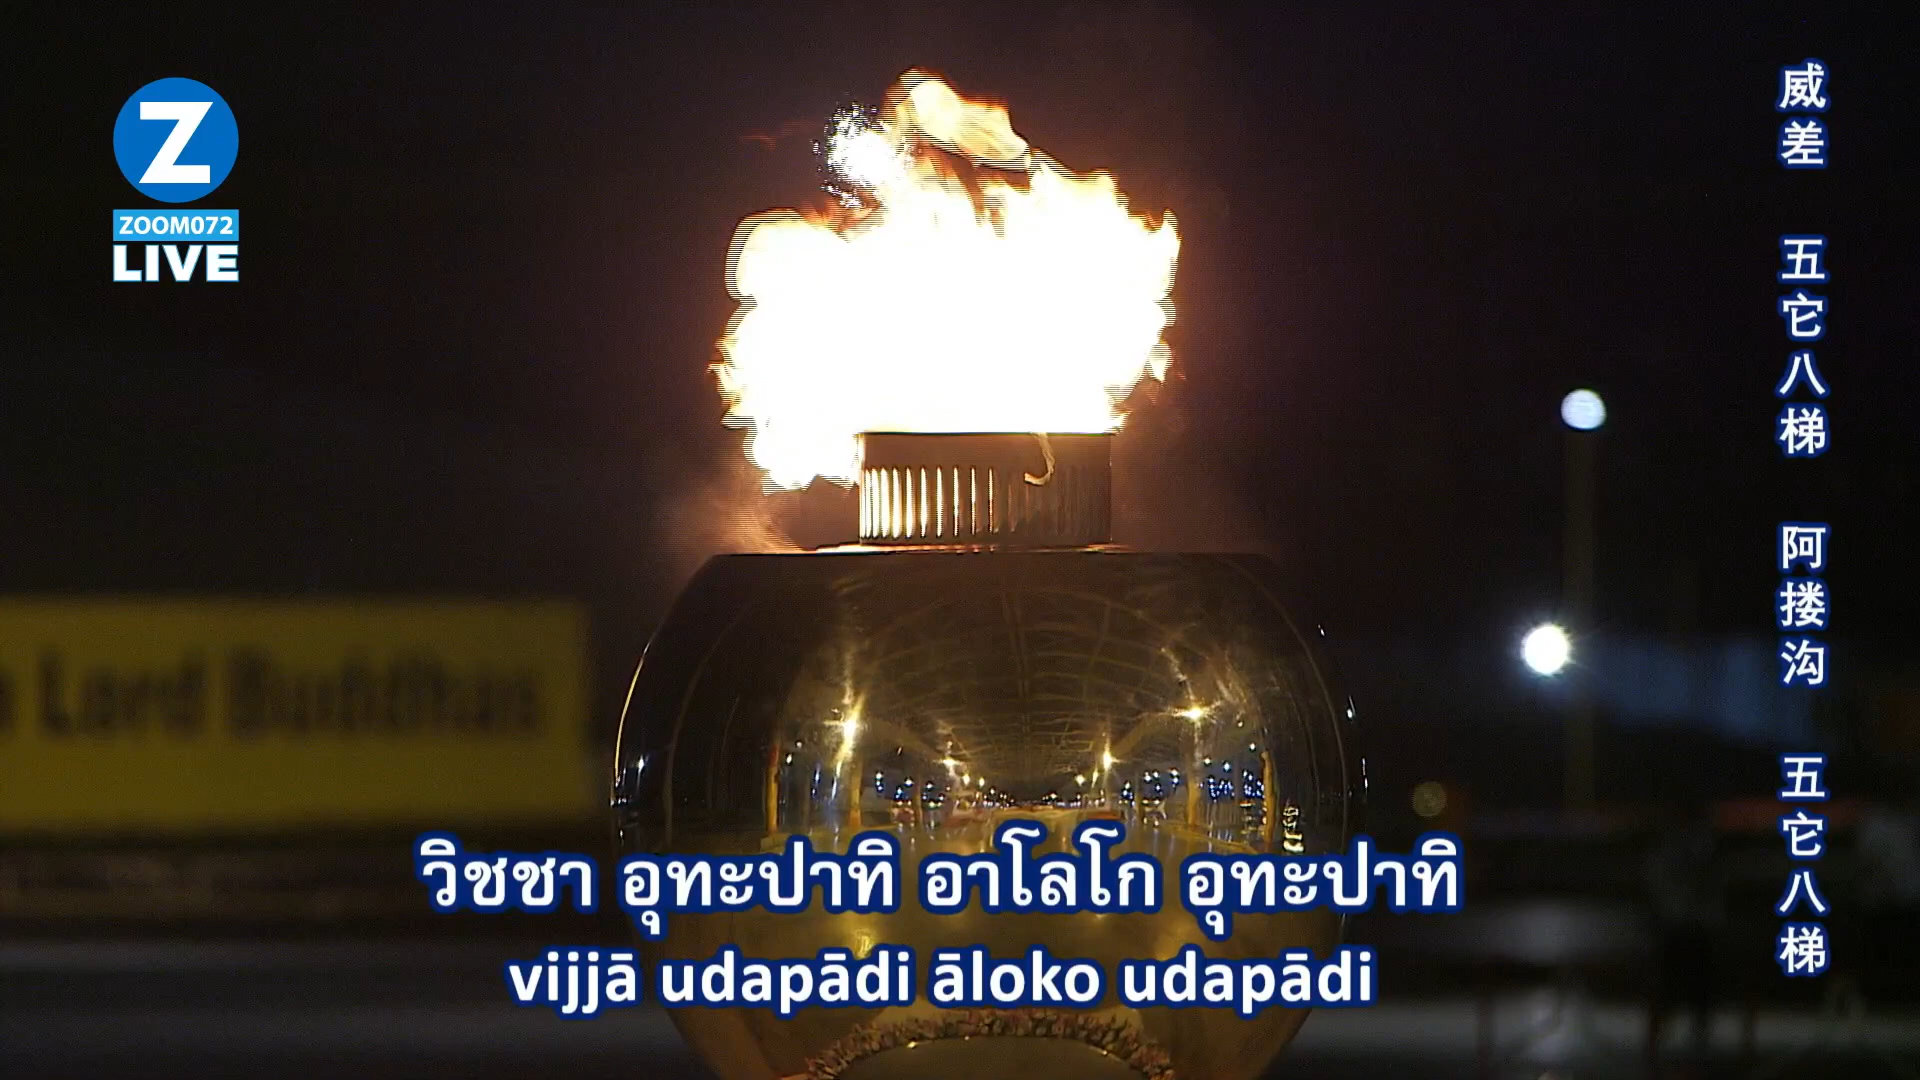 Z
ZOOM072
LIVE
Lord Buddhas
วิชชา อุทะปาทิ อาโลโก อุทะปาทิ
vijjā udapādi āloko udapādi
威差 五它八梯 阿搂沟 五它八梯